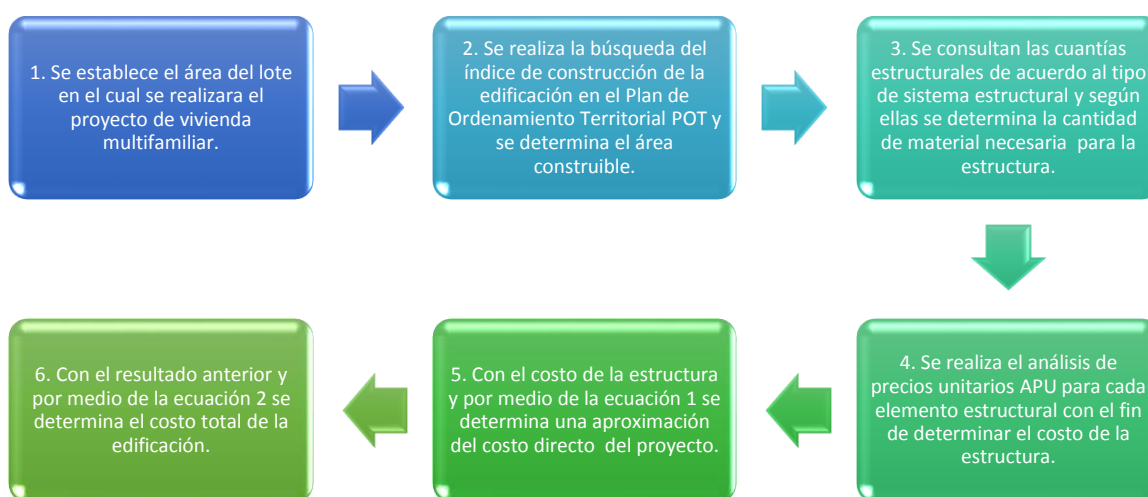 1. Se establece el área del lote
en el cual se realizara el
proyecto de vivienda
multifamiliar.
2. Se realiza la búsqueda del
índice de construcción de la
edificación en el Plan de
Ordenamiento Territorial POT y
se determina el área
construible.
3. Se consultan las cuantías
estructurales de acuerdo al tipo
de sistema estructural y según
ellas se determina la cantidad
de material necesaria para la
estructura.
4. Se realiza el análisis de
precios unitarios APU para cada
elemento estructural con el fin
de determinar el costo de la
estructura.
5. Con el costo de la estructura
y por medio de la ecuación 1 se
determina una aproximación
del costo directo del proyecto.
6. Con el resultado anterior y
por medio de la ecuación 2 se
determina el costo total de la
edificación.